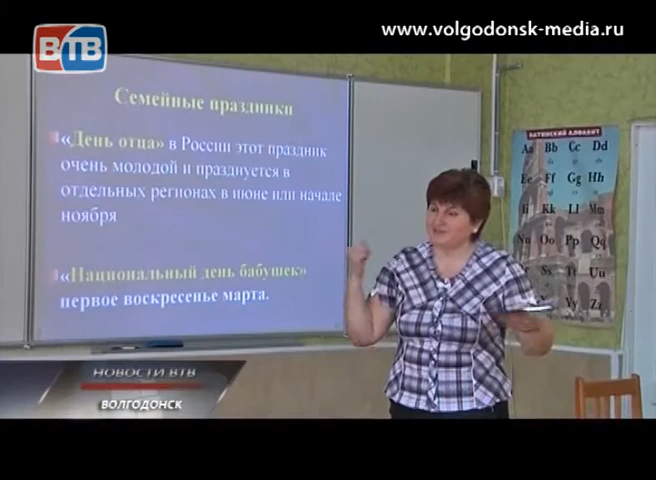 www.volgodonsk-media.ru
ВТВ
Семейные праздники
«День отца» в России этот праздник
очень молодой и празднуется в
отдельных регионах в июне или начале
ноября
«Национальный день бабушек»
первое воскресенье марта.
ЛАТИНСКИЙ АЛФАВИТ
Aa Bb Cc Dd
Ee Ff Gg Hh
Ii Kk Ll Mm
Nn Oo Pp Qq
Rr Ss Tt Uu
Vv Yy Zz
НОВОСТИ ВТВ
ВОЛГОДОНСК